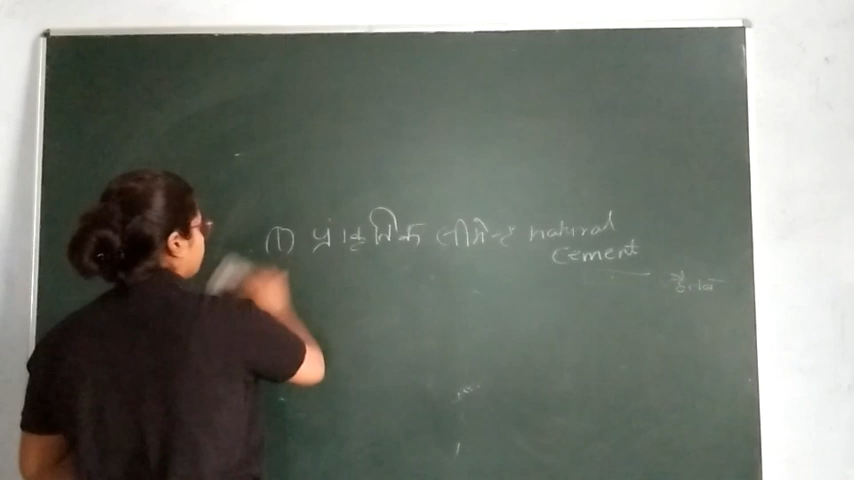 (1) प्राकृतिक सीमेन्ट natural
cement